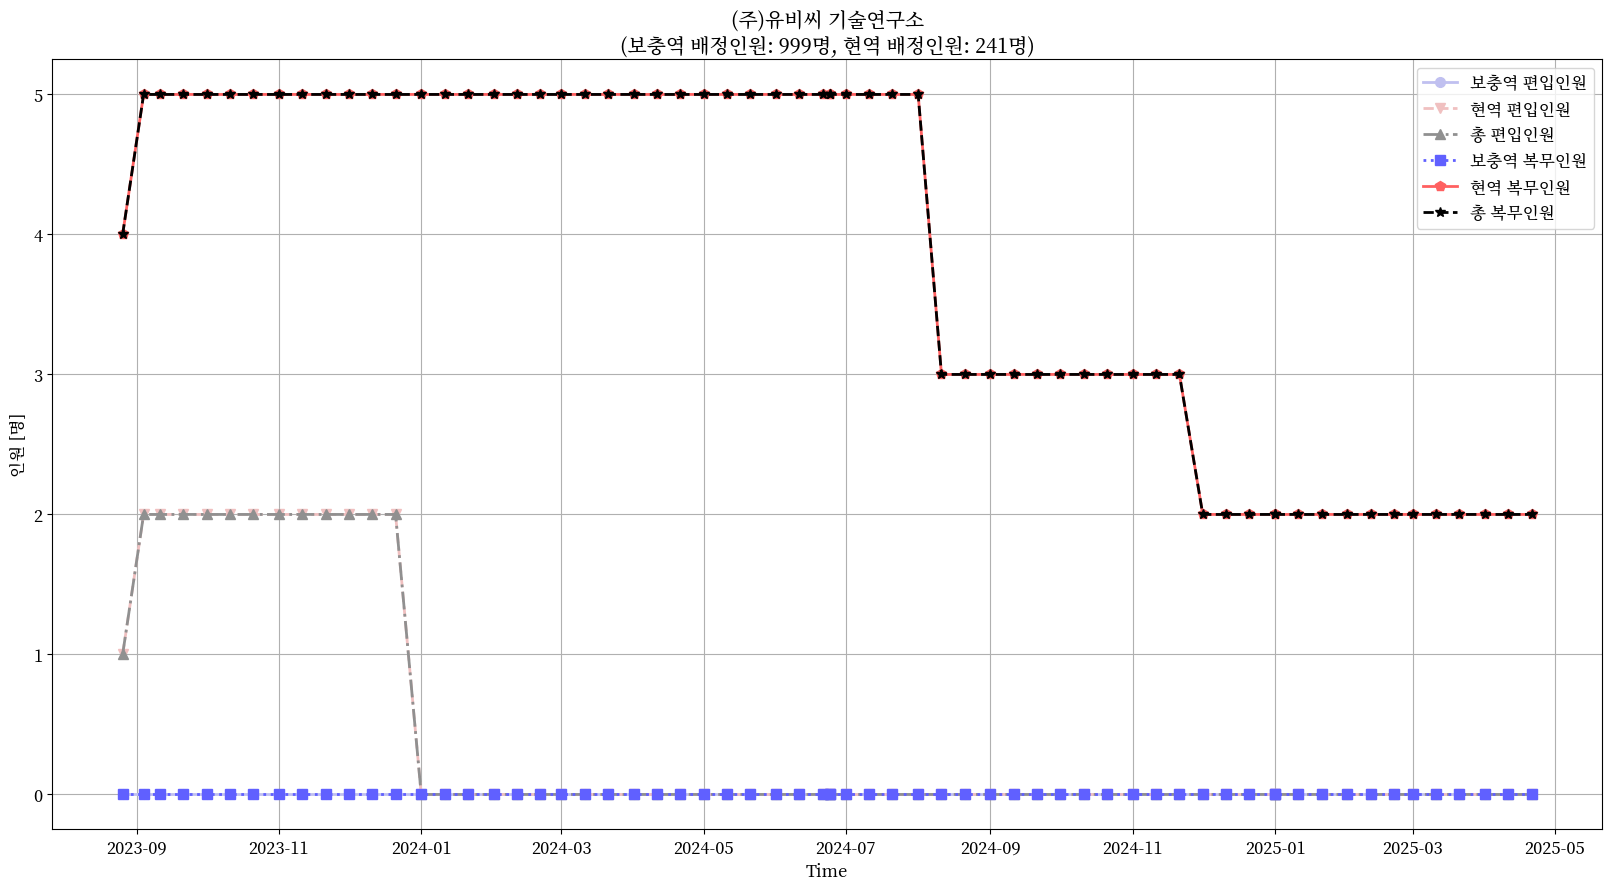 (주)유비씨 기술연구소
(보충역 배정인원: 999명, 현역 배정인원: 241명)
보충역 편입인원
현역 편입인원
총 편입인원
보충역 복무인원
현역 복무인원
총 복무인원
인원 [명]
5
4
3
2
1
0
2023-09 2023-11 2024-01 2024-03 2024-05 2024-07 2024-09 2024-11 2025-01 2025-03 2025-05
Time